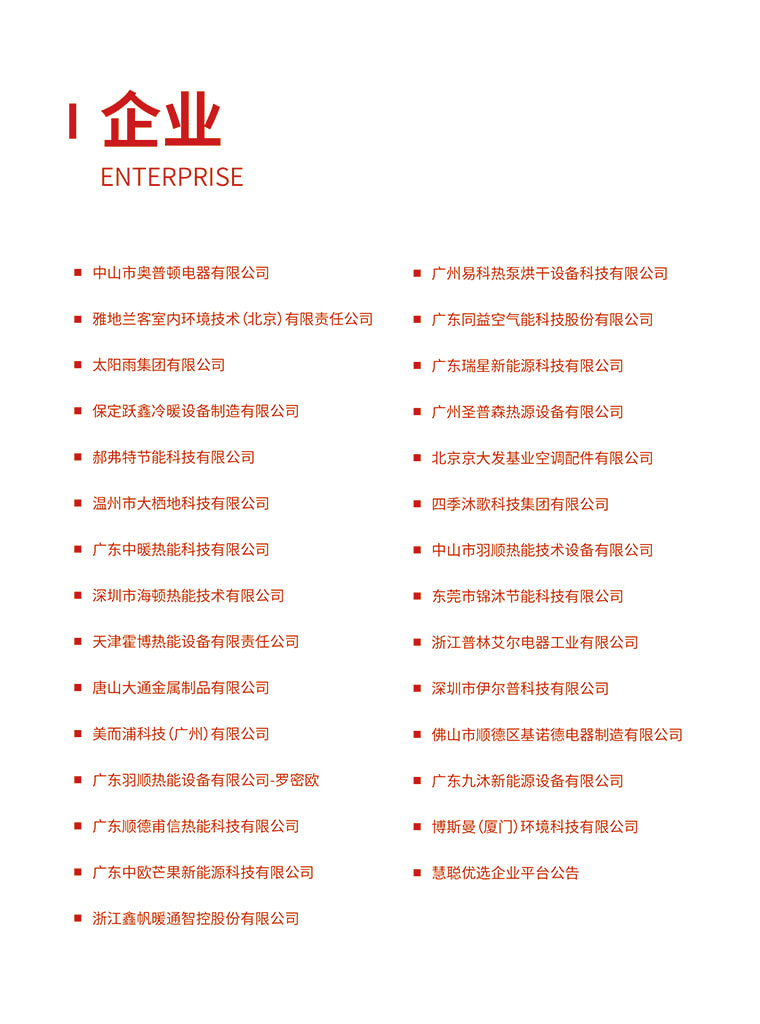 企业
ENTERPRISE
■ 中山市奥普顿电器有限公司
■ 雅地兰客室内环境技术(北京)有限责任公司
■ 太阳雨集团有限公司
■ 保定跃鑫冷暖设备制造有限公司
■ 郝弗特节能科技有限公司
■ 温州市大栖地科技有限公司
■ 广东中暖热能科技有限公司
■ 深圳市海顿热能技术有限公司
■ 天津霍博热能设备有限责任公司
■ 唐山大通金属制品有限公司
■ 美而浦科技(广州)有限公司
■ 广东羽顺热能设备有限公司-罗密欧
■ 广东顺德甫信热能科技有限公司
■ 广东中欧芒果新能源科技有限公司
■ 浙江鑫帆暖通智控股份有限公司
■ 广州易科热泵烘干设备科技有限公司
■ 广东同益空气能科技股份有限公司
■ 广东瑞星新能源科技有限公司
■ 广州圣普森热源设备有限公司
■ 北京京大发基业空调配件有限公司
■ 四季沐歌科技集团有限公司
■ 中山市羽顺热能技术设备有限公司
■ 东莞市锦沐节能科技有限公司
■ 浙江普林艾尔电器工业有限公司
■ 深圳市伊尔普科技有限公司
■ 佛山市顺德区基诺德电器制造有限公司
■ 广东九沐新能源设备有限公司
■ 博斯曼(厦门)环境科技有限公司
■ 慧聪优选企业平台公告